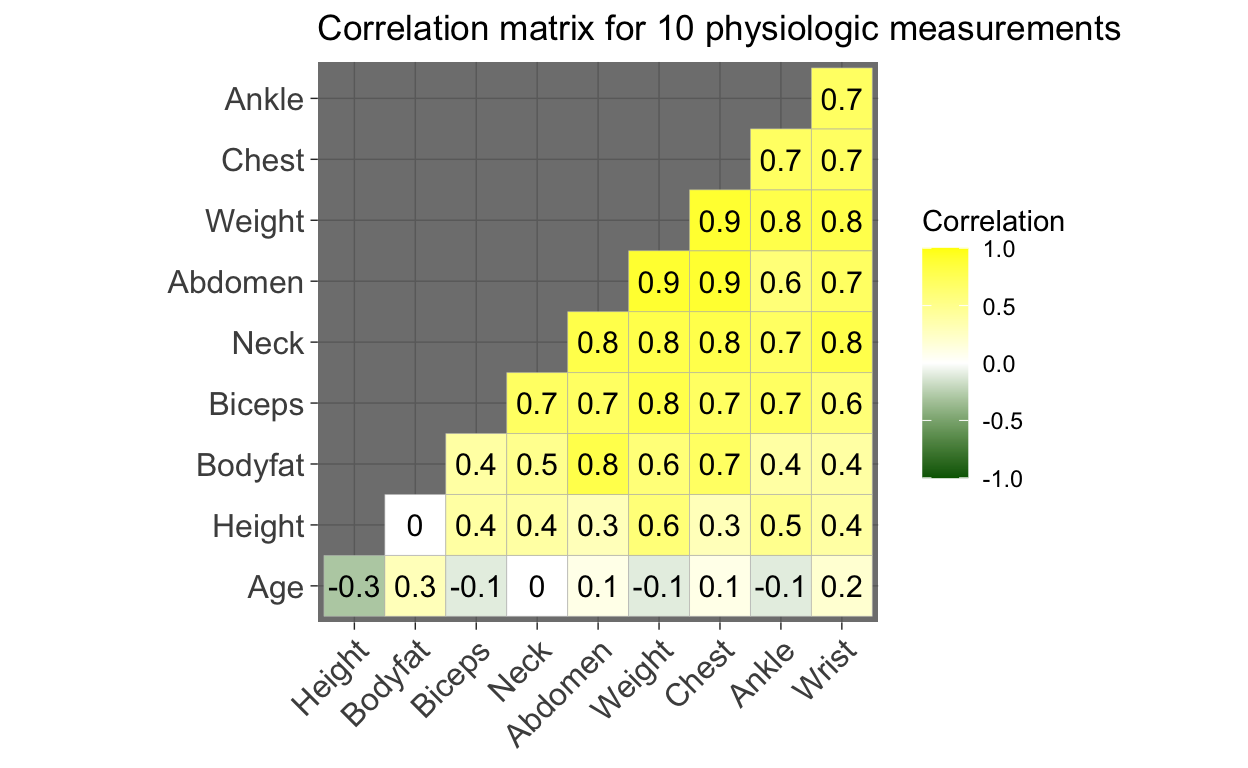 Correlation matrix for 10 physiologic measurements
Ankle 0.7
Chest 0.7 0.7
Weight 0.9 0.8 0.8
Abdomen 0.9 0.9 0.6 0.7
Neck 0.8 0.8 0.8 0.7 0.8
Biceps 0.7 0.7 0.8 0.7 0.7 0.6
Bodyfat 0.4 0.5 0.8 0.6 0.7 0.4 0.4
Height 0 0.4 0.4 0.3 0.6 0.3 0.5 0.4
Age -0.3 0.3 -0.1 0 0.1 -0.1 0.1 -0.1 0.2
Height Bodyfat Biceps Neck Abdomen Weight Chest Ankle Wrist
Correlation
1.0
0.5
0.0
-0.5
-1.0